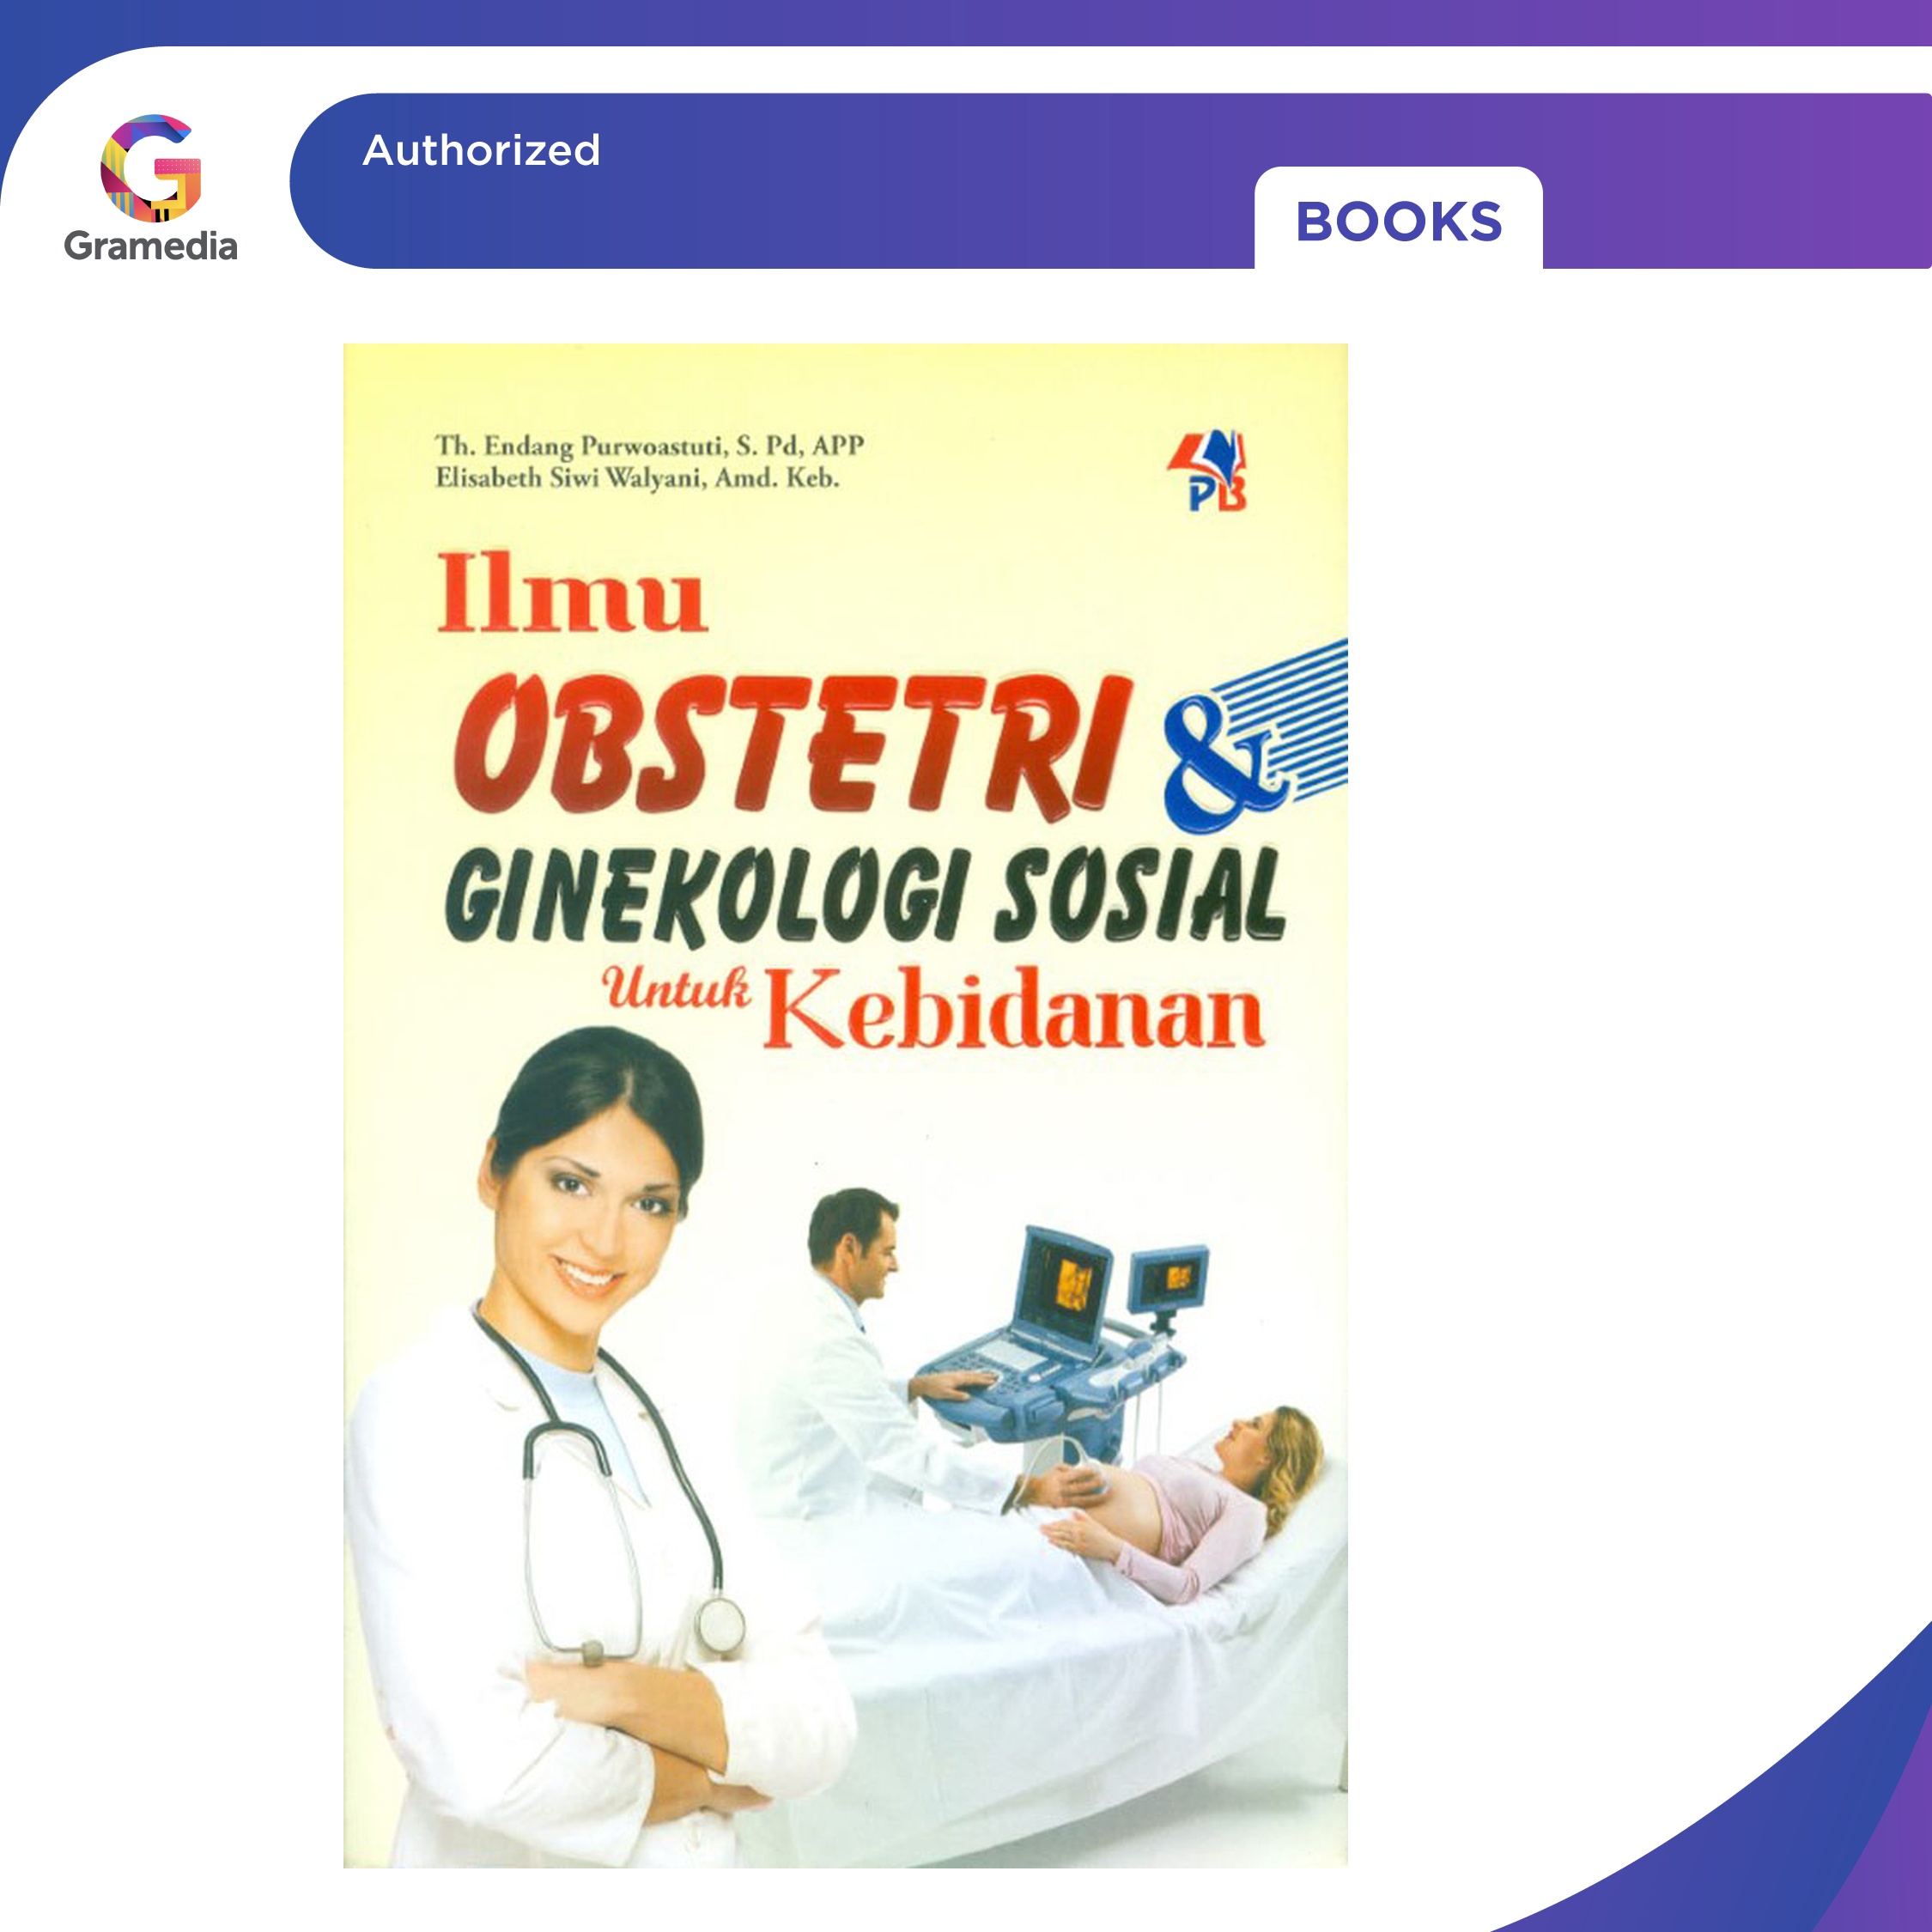 Gramedia
Authorized
BOOKS
Th. Endang Purwoastuti, S. Pd, APP
Elisabeth Siwi Walyani, Amd. Keb.
PB
Ilmu
OBSTETRI &
GINEKOLOGI SOSIAL
Untuk Kebidanan